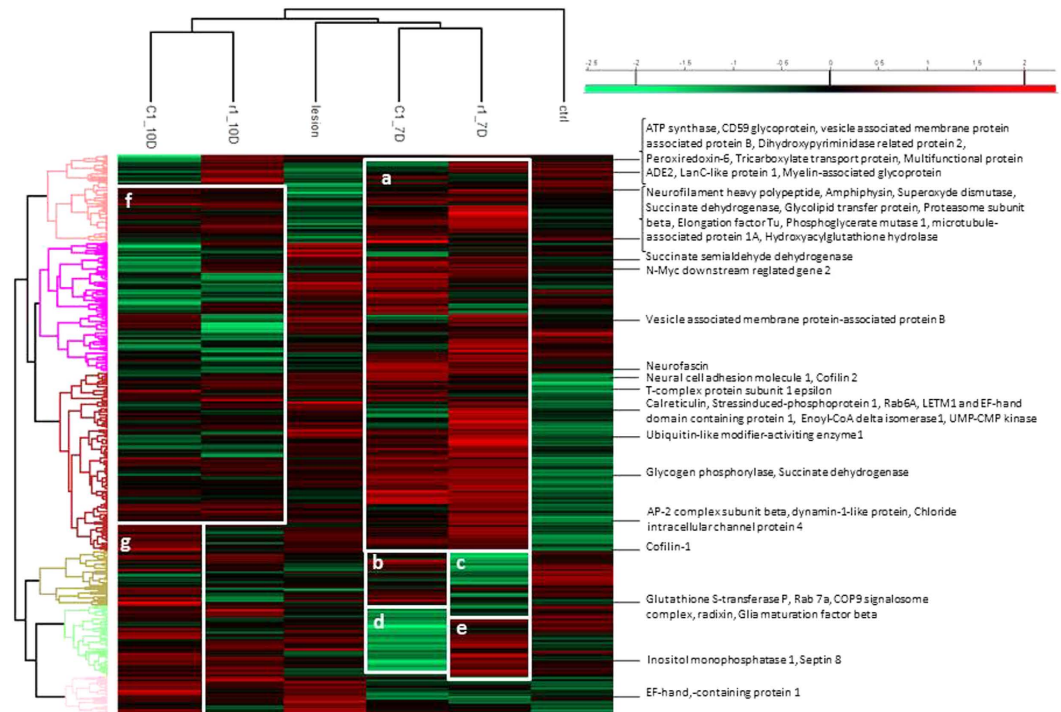 C1_10D
r1_10D
lesion
C1_7D
r1_7D
ctrl
-2.5 -2 -1.5 -1 -0.5 0 0.5 1 1.5 2
a
b
c
d
e
f
g
ATP synthase, CD59 glycoprotein, vesicle associated membrane protein
associated protein B, Dihydroxypyriminidase related protein 2,
Peroxiredoxin-6, Tricarboxylate transport protein, Multifunctional protein
ADE2, LanC-like protein 1, Myelin-associated glycoprotein
Neurofilament heavy polypeptide, Amphiphysin, Superoxyde dismutase,
Succinate dehydrogenase, Glycolipid transfer protein, Proteasome subunit
beta, Elongation factor Tu, Phosphoglycerate mutase 1, microtubule-
associated protein 1A, Hydroxyacylglutathione hydrolase
Succinate semialdehyde dehydrogenase
N-Myc downstream reglated gene 2
Vesicle associated membrane protein-associated protein B
Neurofascin
Neural cell adhesion molecule 1, Cofilin 2
T-complex protein subunit 1 epsilon
Calreticulin, Stressinduced-phosphoprotein 1, Rab6A, LETM1 and EF-hand
domain containing protein 1, Enoyl-CoA delta isomerase1, UMP-CMP kinase
Ubiquitin-like modifier-activiting enzyme1
Glycogen phosphorylase, Succinate dehydrogenase
AP-2 complex subunit beta, dynamin-1-like protein, Chloride
intracellular channel protein 4
Cofilin-1
Glutathione S-transferase P, Rab 7a, COP9 signalosome
complex, radixin, Glia maturation factor beta
Inositol monophosphatase 1, Septin 8
EF-hand,-containing protein 1